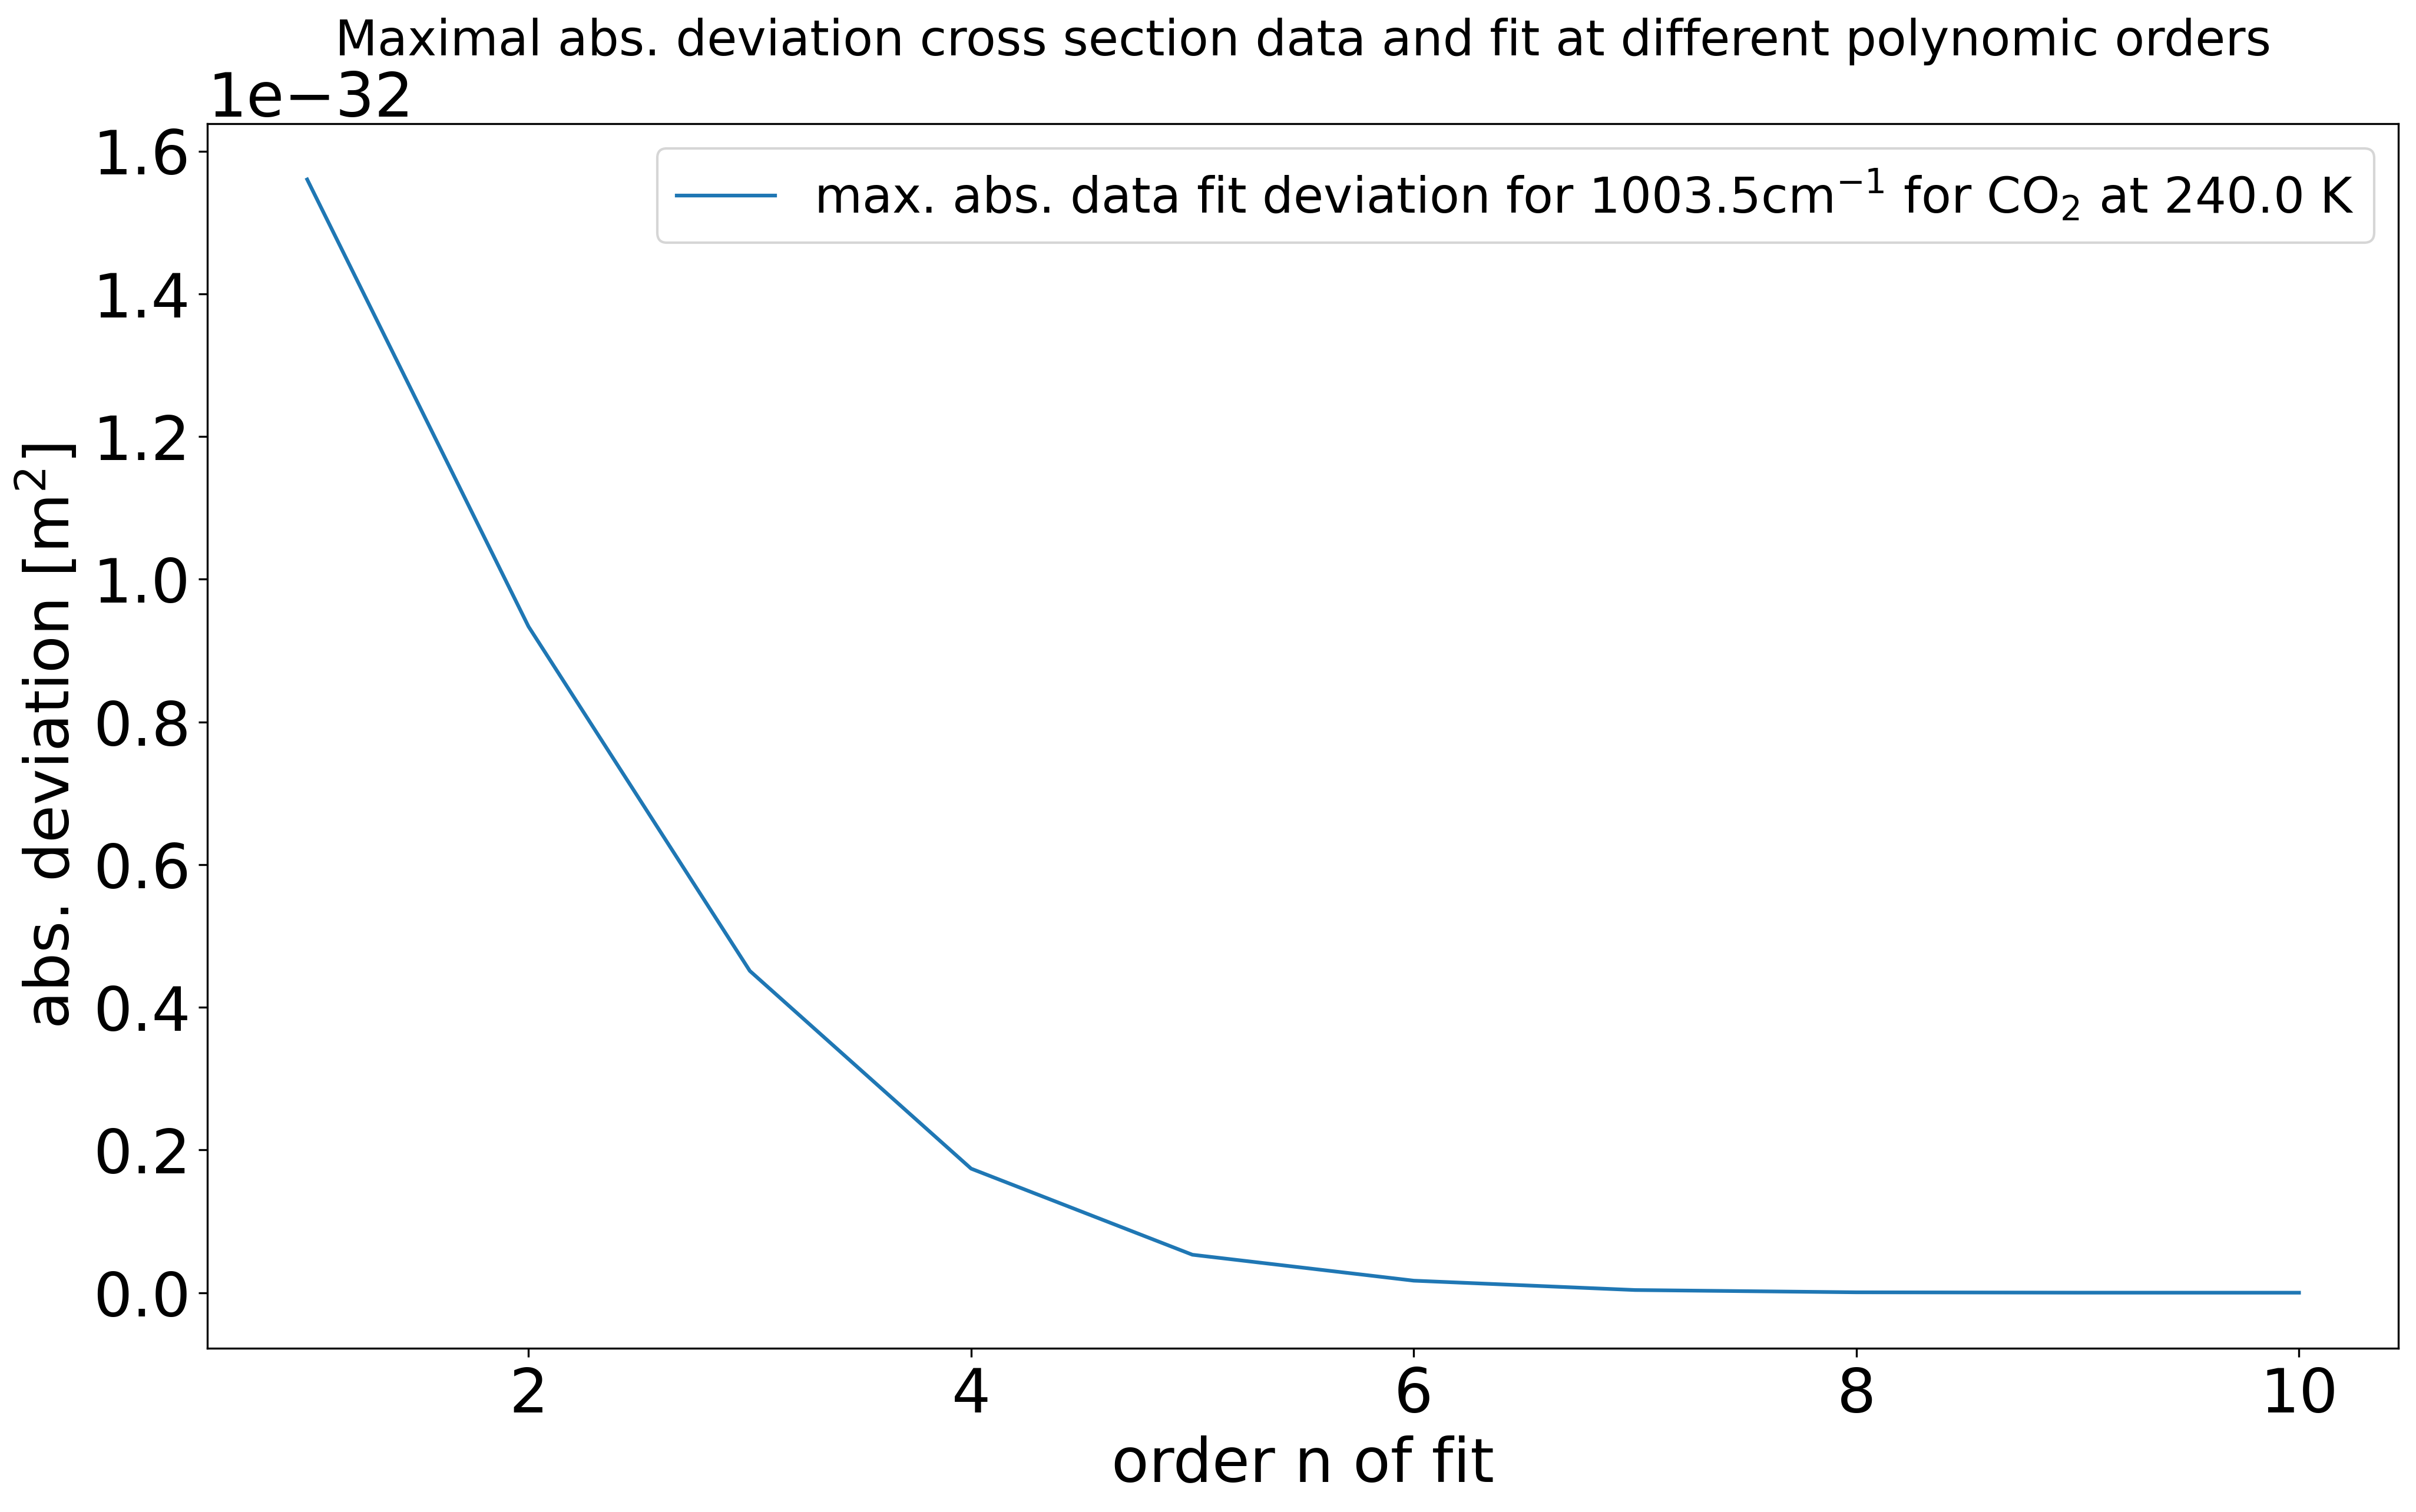 Maximal abs. deviation cross section data and fit at different polynomic orders
1e−32
max. abs. data fit deviation for 1003.5cm⁻¹ for CO₂ at 240.0 K
abs. deviation [m²]
1.6
1.4
1.2
1.0
0.8
0.6
0.4
0.2
0.0
2 4 6 8 10
order n of fit